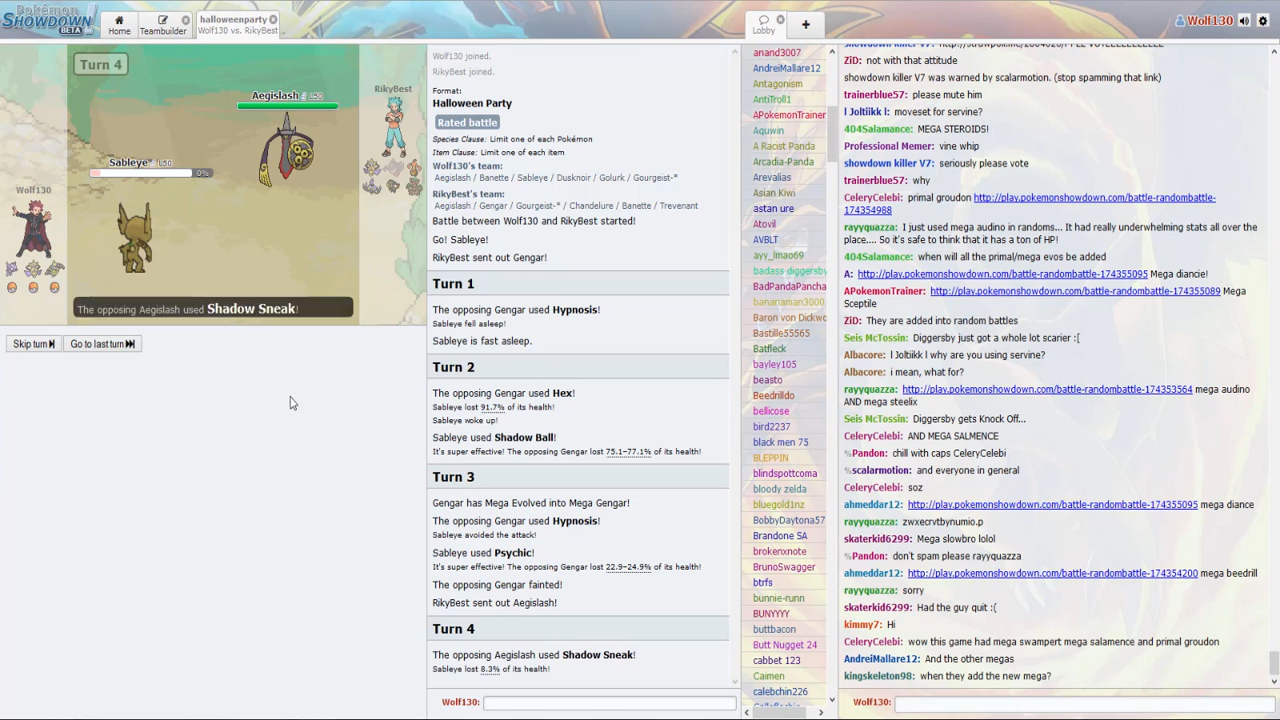 Pokémon
SHOWDOWN
BETA
Home
Teambuilder
halloweenparty
Wolf130 vs. RikyBest
Lobby
+
Wolf130
Turn 4
Aegislash L50
RikyBest
Sableye L50
0%
Wolf130
The opposing Aegislash used Shadow Sneak!
Skip turn
Go to last turn
Wolf130 joined.
RikyBest joined.
Format:
Halloween Party
Rated battle
Species Clause: Limit one of each Pokémon
Item Clause: Limit one of each item
Wolf130's team:
Aegislash / Banette / Sableye / Dusknoir / Golurk / Gourgeist-*
RikyBest's team:
Aegislash / Gengar / Gourgeist-* / Chandelure / Banette / Trevenant
Battle between Wolf130 and RikyBest started!
Go! Sableye!
RikyBest sent out Gengar!
Turn 1
The opposing Gengar used Hypnosis!
Sableye fell asleep!
Sableye is fast asleep.
Turn 2
The opposing Gengar used Hex!
Sableye lost 91.7% of its health!
Sableye woke up!
Sableye used Shadow Ball!
It's super effective! The opposing Gengar lost 75.1–77.1% of its health!
Turn 3
Gengar has Mega Evolved into Mega Gengar!
The opposing Gengar used Hypnosis!
Sableye avoided the attack!
Sableye used Psychic!
It's super effective! The opposing Gengar lost 22.9–24.9% of its health!
The opposing Gengar fainted!
RikyBest sent out Aegislash!
Turn 4
The opposing Aegislash used Shadow Sneak!
Sableye lost 8.3% of its health!
Wolf130:
anand3007
AndreiMallare12
Antagonism
AntiTroll1
APokemonTrainer
Aquwin
A Racist Panda
Arcadia-Panda
Arevalias
Asian Kiwi
astan ure
Atovil
AVBLT
ayy_lmao69
badass diggersby
BadPandaPancha
bananaman3000
Baron von Dickwo
Bastille55565
Batfleck
bayley105
beasto
Beedrilldo
bellicose
bird2237
black men 75
BLEPPIN
blindspottcoma
bloody zelda
bluegold1nz
BobbyDaytona57
Brandone SA
brokenxnote
BrunoSwagger
btrfs
bunnie-runn
BUNYYYY
buttbacon
Butt Nugget 24
cabbet 123
Caimen
calebchin226
ZiD: not with that attitude
showdown killer V7 was warned by scalarmotion. (stop spamming that link)
trainerblue57: please mute him
l Joltiikk l: moveset for servine?
404Salamance: MEGA STEROIDS!
Professional Memer: vine whip
showdown killer V7: seriously please vote
trainerblue57: why
CeleryCelebi: primal groudon http://play.pokemonshowdown.com/battle-randombattle-
174354988
rayyquazza: I just used mega audino in randoms... It had really underwhelming stats all over the
place.... So it's safe to think that it has a ton of HP!
404Salamance: when will all the primal/mega evos be added
A: http://play.pokemonshowdown.com/battle-randombattle-174355095 Mega diancie!
APokemonTrainer: http://play.pokemonshowdown.com/battle-randombattle-174355089 Mega
Sceptile
ZiD: They are added into random battles
Seis McTossin: Diggersby just got a whole lot scarier :[
Albacore: l Joltiikk l why are you using servine?
Albacore: i mean, what for?
rayyquazza: http://play.pokemonshowdown.com/battle-randombattle-174353564 mega audino
AND mega steelix
Seis McTossin: Diggersby gets Knock Off...
CeleryCelebi: AND MEGA SALMENCE
%Pandon: chill with caps CeleryCelebi
%scalarmotion: and everyone in general
CeleryCelebi: soz
ahmeddar12: http://play.pokemonshowdown.com/battle-randombattle-174355095 mega diance
rayyquazza: zwxecrvtbynumio.p
skaterkid6299: Mega slowbro lolol
%Pandon: don't spam please rayyquazza
ahmeddar12: http://play.pokemonshowdown.com/battle-randombattle-174354200 mega beedrill
rayyquazza: sorry
skaterkid6299: Had the guy quit :(
kimmy7: Hi
CeleryCelebi: wow this game had mega swampert mega salamence and primal groudon
AndreiMallare12: And the other megas
kingskeleton98: when they add the new mega?
Wolf130: